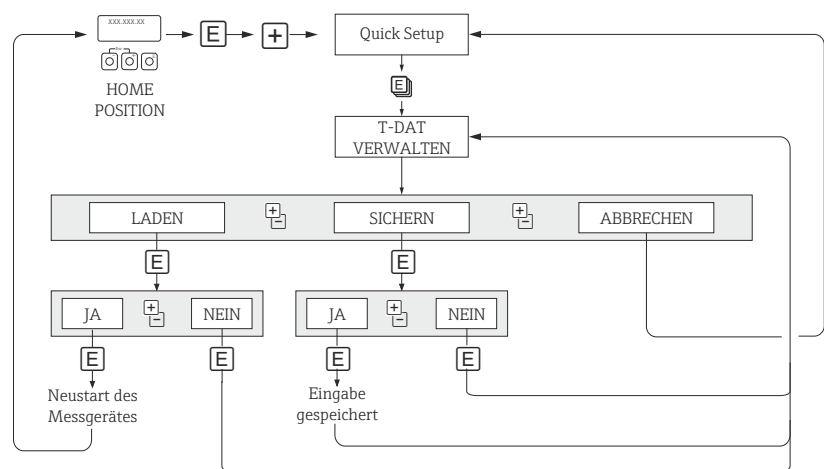 XXX.XXX.XX
Esc
E
+
Quick Setup
HOME
POSITION
E
T-DAT
VERWALTEN
LADEN
+
-
SICHERN
+
-
ABBRECHEN
E
E
JA
+
-
NEIN
JA
+
-
NEIN
E
E
E
E
Neustart des
Messgerätes
Eingabe
gespeichert